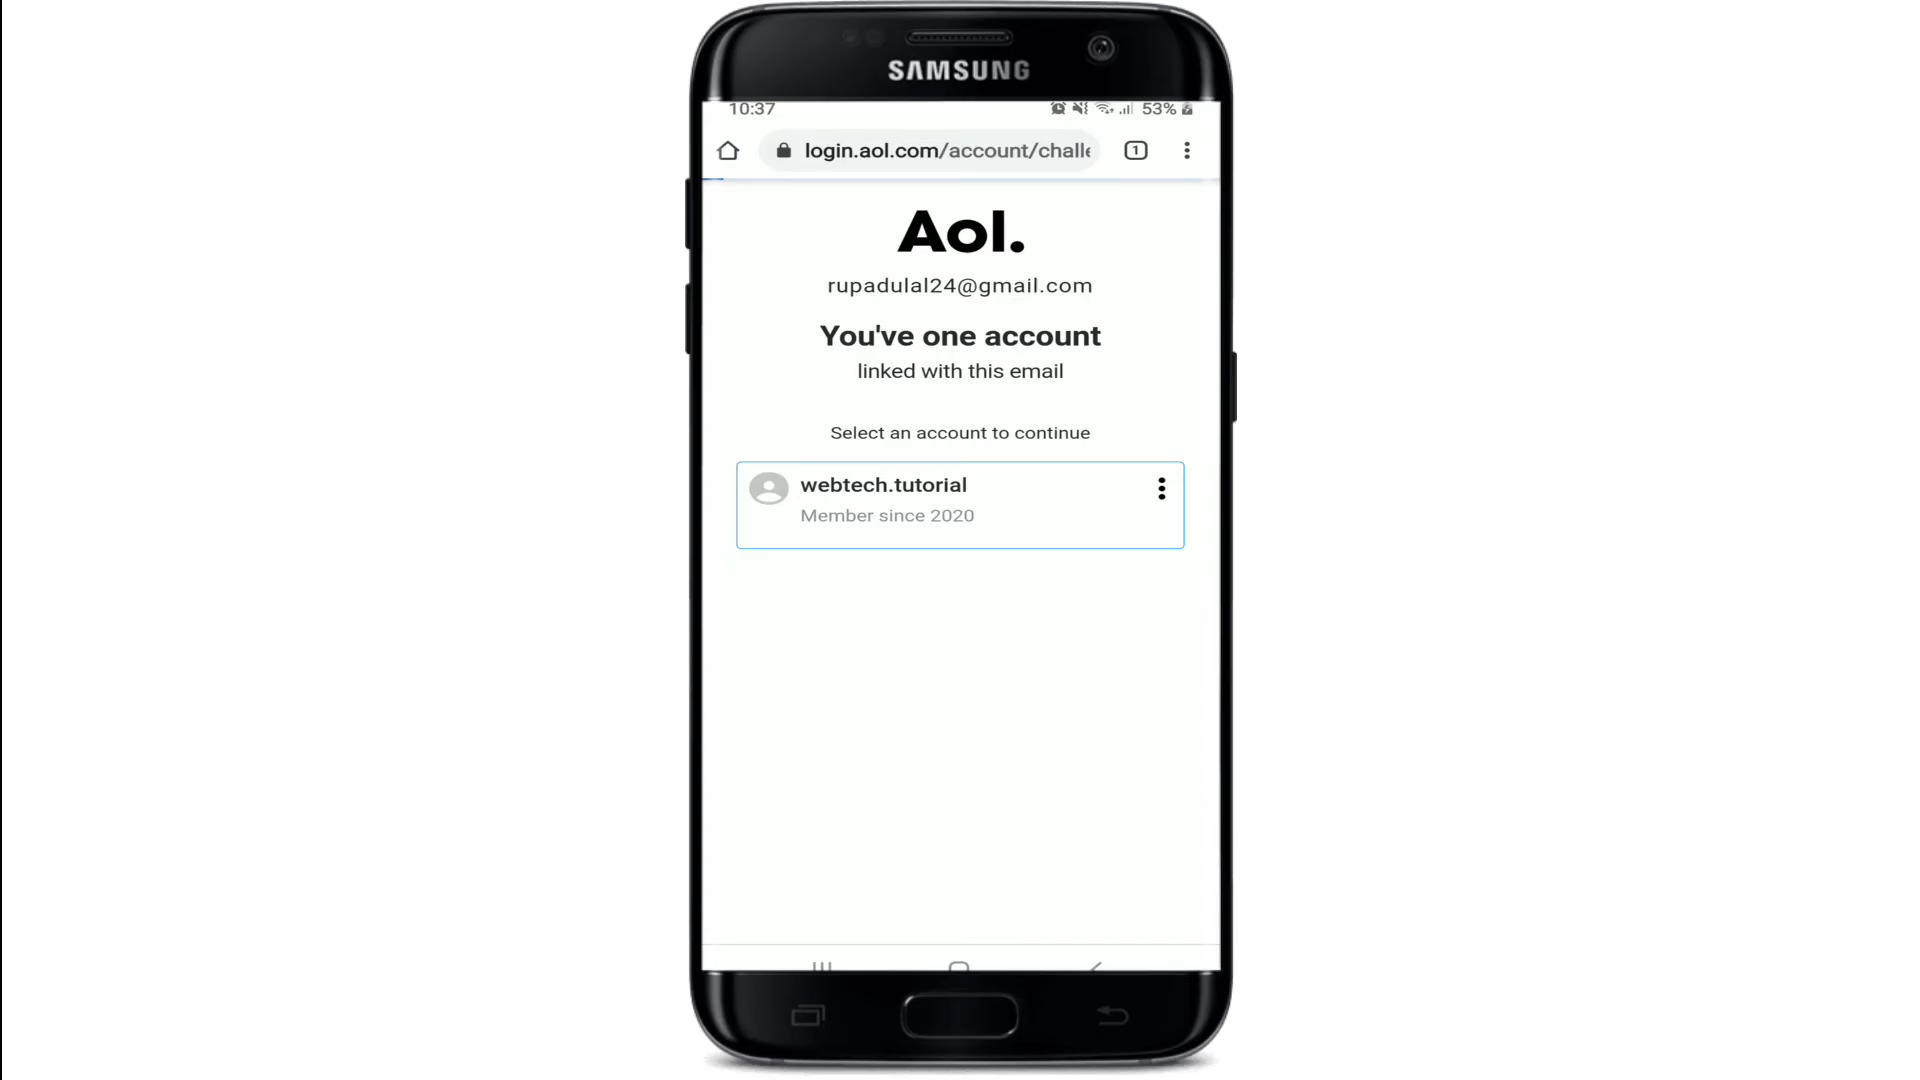 SAMSUNG
10:37
53%
login.aol.com/account/challe
1
Aol.
rupadulal24@gmail.com
You've one account
linked with this email
Select an account to continue
webtech.tutorial
Member since 2020